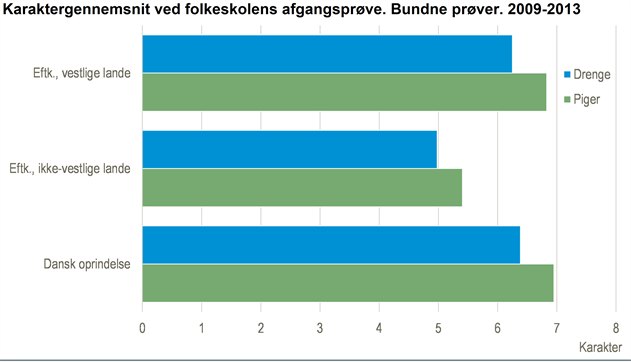 Karaktergennemsnit ved folkeskolens afgangsprøve. Bundne prøver. 2009-2013
Eftk., vestlige lande
Drenge
Piger
Eftk., ikke-vestlige lande
Dansk oprindelse
0 1 2 3 4 5 6 7 8
Karakter